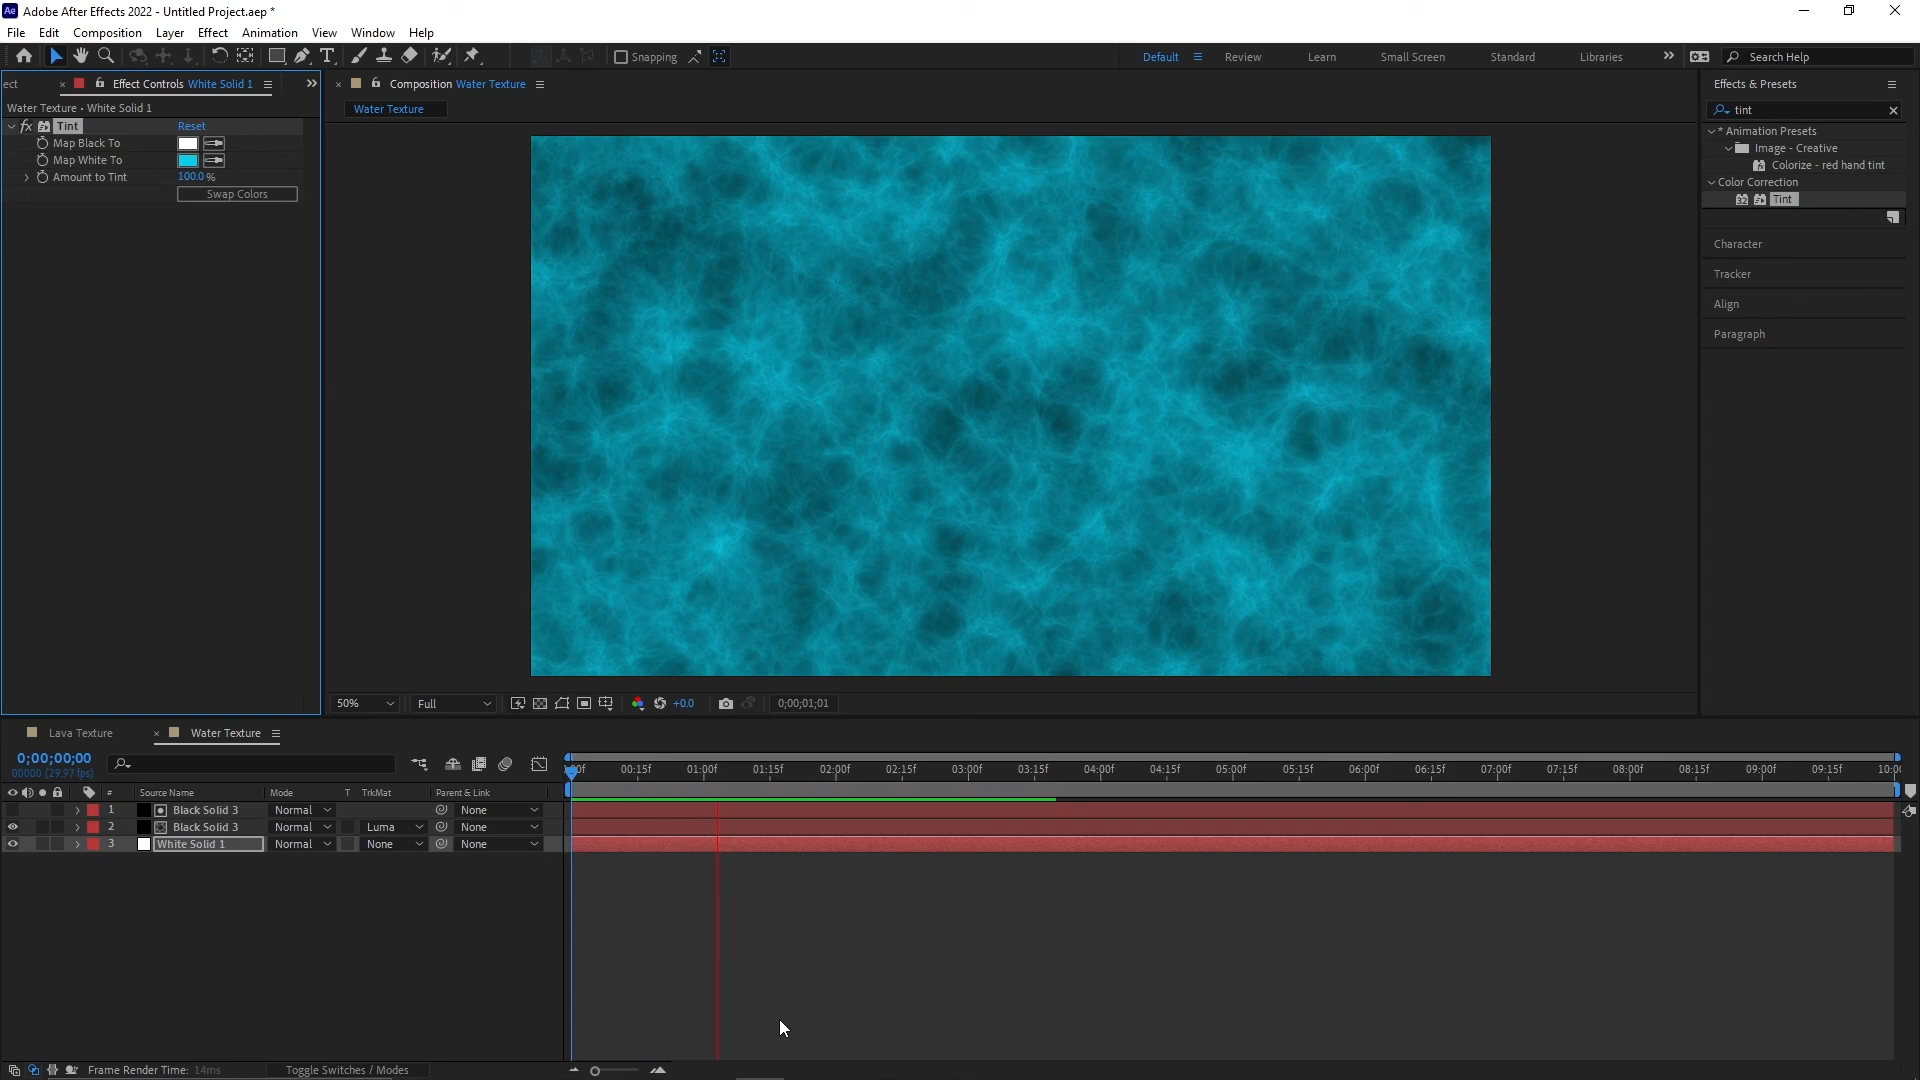 Ae Adobe After Effects 2022 - Untitled Project.aep *
File Edit Composition Layer Effect Animation View Window Help
T Snapping Default Review Learn Small Screen Standard Libraries Search Help
ect Effect Controls White Solid 1
Water Texture • White Solid 1
fx Tint Reset
Map Black To
Map White To
Amount to Tint 100.0 %
Swap Colors
Composition Water Texture
Water Texture
50% Full +0.0 0;00;01;01
Effects & Presets
tint
* Animation Presets
Image - Creative
Colorize - red hand tint
Color Correction
32 Tint
Character
Tracker
Align
Paragraph
Lava Texture Water Texture
0;00;00;00
00000 (29.97 fps)
00f 00:15f 01:00f 01:15f 02:00f 02:15f 03:00f 03:15f 04:00f 04:15f 05:00f 05:15f 06:00f 06:15f 07:00f 07:15f 08:00f 08:15f 09:00f 09:15f 10:0
# Source Name Mode T TrkMat Parent & Link
1 Black Solid 3 Normal None
2 Black Solid 3 Normal Luma None
3 White Solid 1 Normal None None
Frame Render Time: 14ms Toggle Switches / Modes